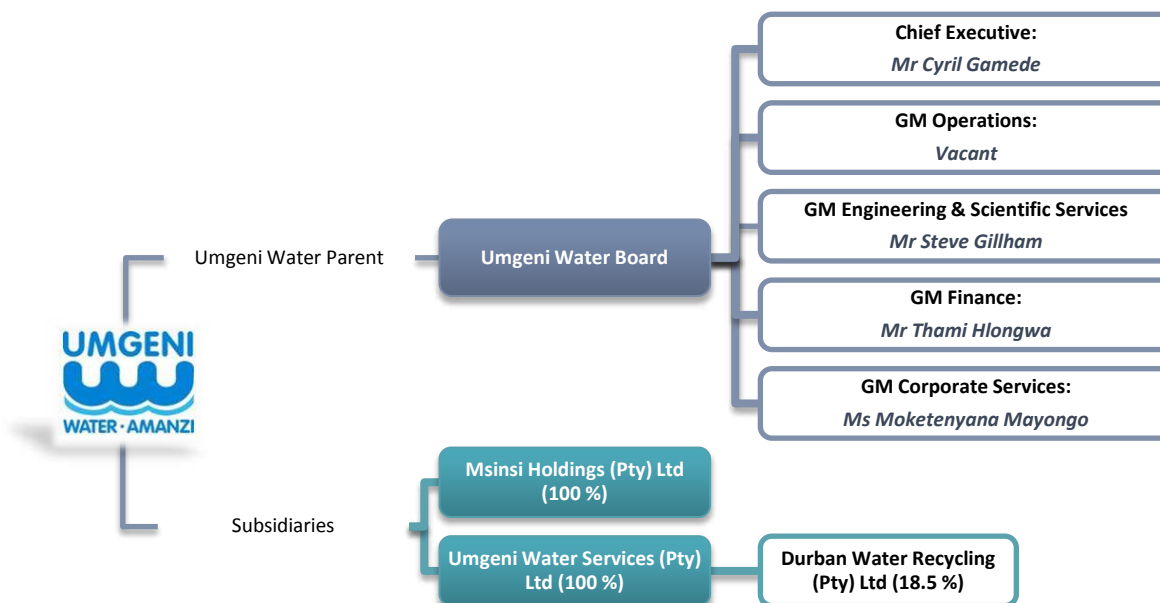 Chief Executive:
Mr Cyril Gamede
GM Operations:
Vacant
GM Engineering & Scientific Services
Mr Steve Gillham
Umgeni Water Parent
Umgeni Water Board
GM Finance:
Mr Thami Hlongwa
GM Corporate Services:
Ms Moketenyana Mayongo
UMGENI
WATER · AMANZI
Subsidiaries
Msinsi Holdings (Pty) Ltd
(100 %)
Umgeni Water Services (Pty)
Ltd (100 %)
Durban Water Recycling
(Pty) Ltd (18.5 %)